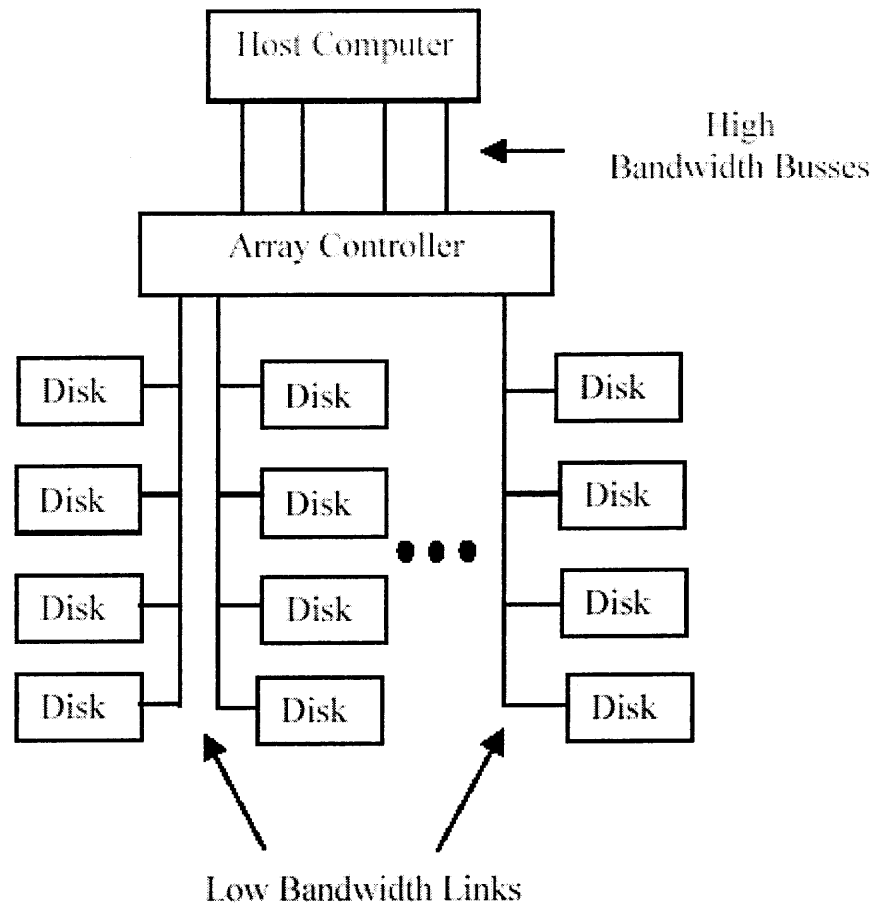 Host Computer
High
Bandwidth Busses
Array Controller
Disk
Disk
Disk
Disk
Disk
Disk
Disk
Disk
Disk
Disk
Disk
Disk
Low Bandwidth Links